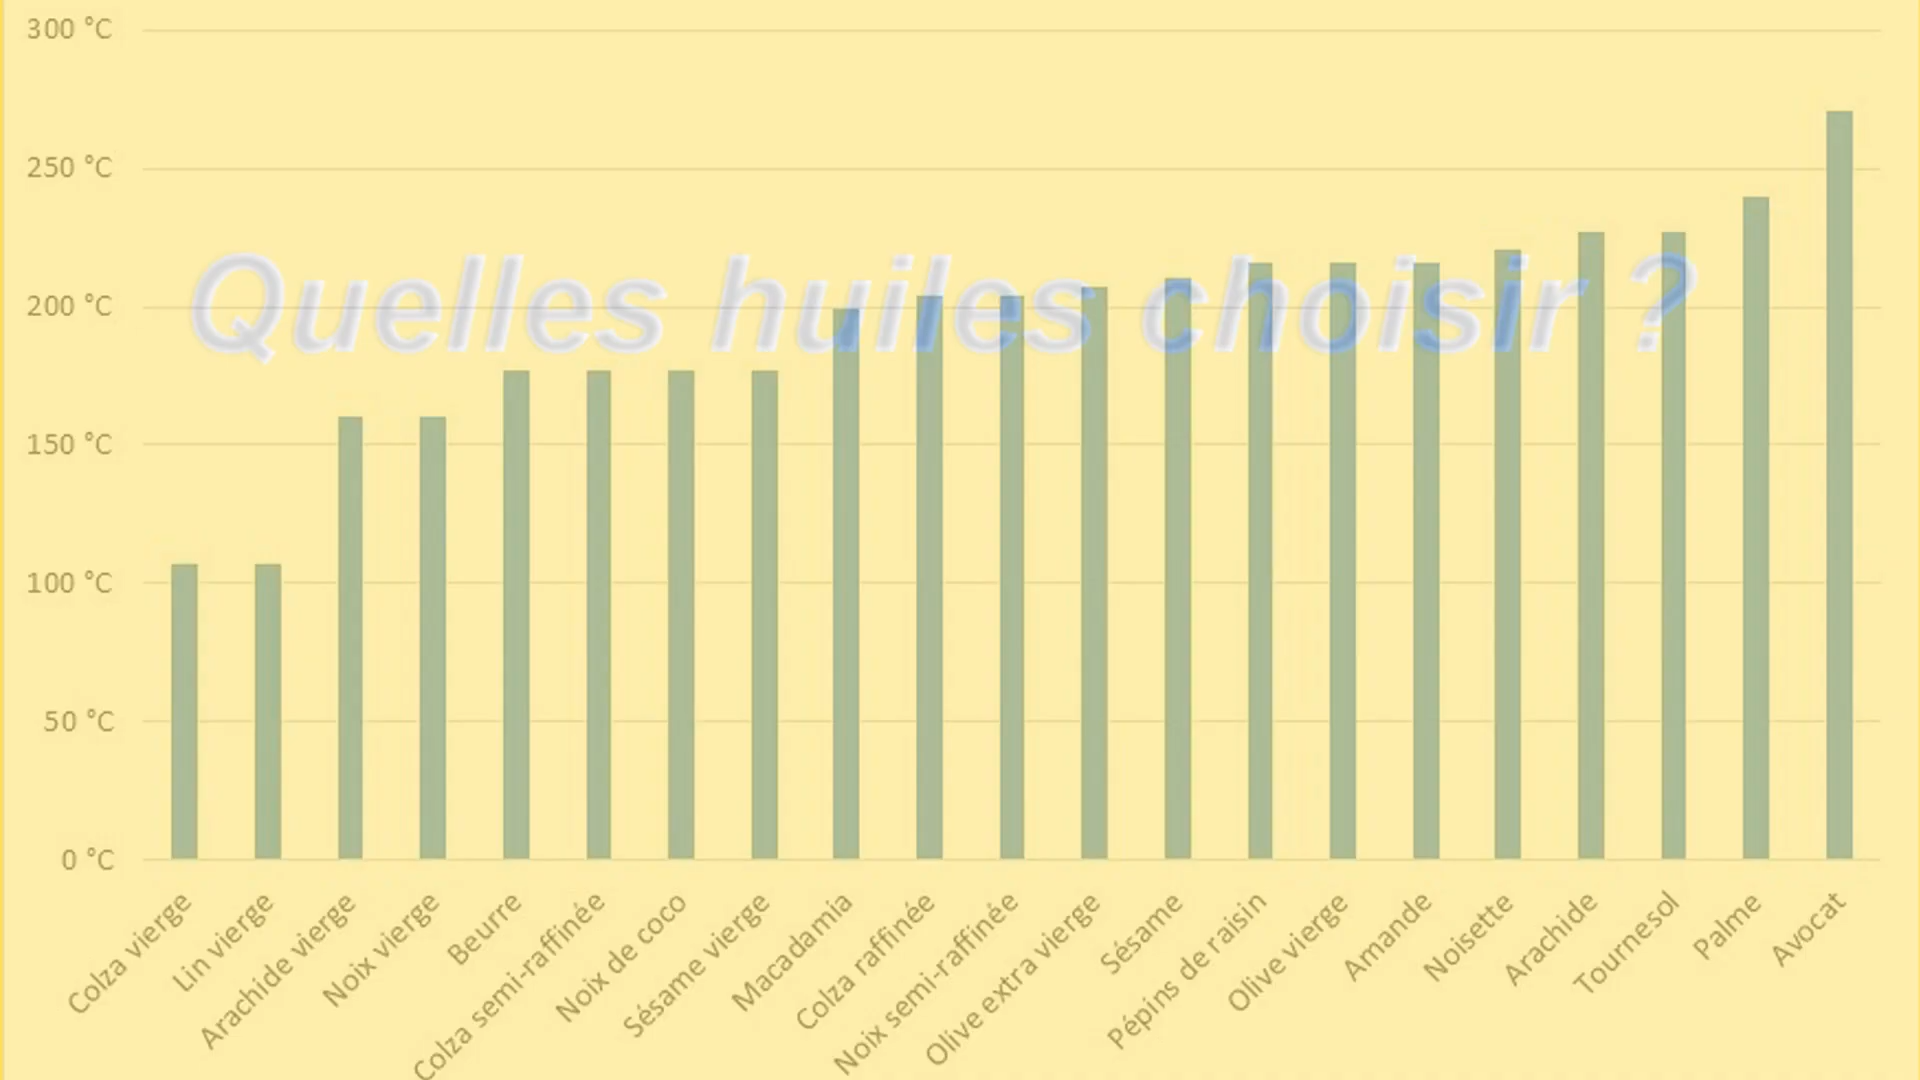 300 °C
250 °C
200 °C
150 °C
100 °C
50 °C
0 °C
Quelles huiles choisir ?
Colza vierge
Lin vierge
Arachide vierge
Noix vierge
Beurre
Colza semi-raffinée
Noix de coco
Sésame vierge
Macadamia
Colza raffinée
Noix semi-raffinée
Olive extra vierge
Sésame
Pépins de raisin
Olive vierge
Amande
Noisette
Arachide
Tournesol
Palme
Avocat